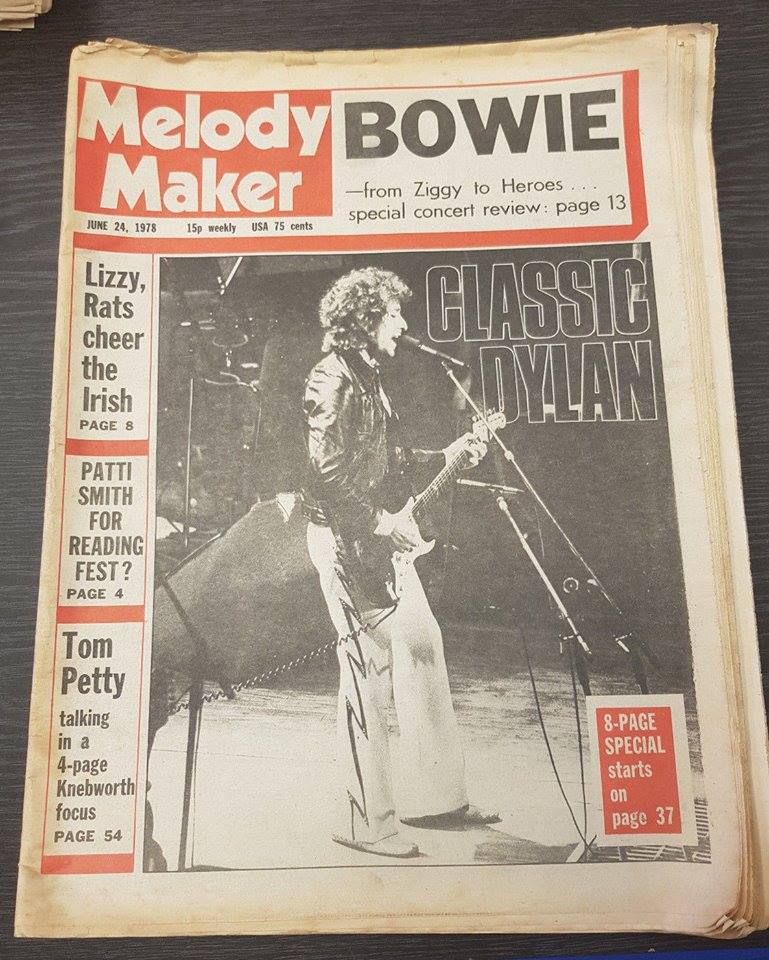 Melody
Maker
JUNE 24, 1978 15p weekly USA 75 cents
BOWIE
—from Ziggy to Heroes . . .
special concert review: page 13
Lizzy,
Rats
cheer
the
Irish
PAGE 8
PATTI
SMITH
FOR
READING
FEST?
PAGE 4
Tom
Petty
talking
in a
4-page
Knebworth
focus
PAGE 54
CLASSIC
DYLAN
8-PAGE
SPECIAL
starts
on
page 37